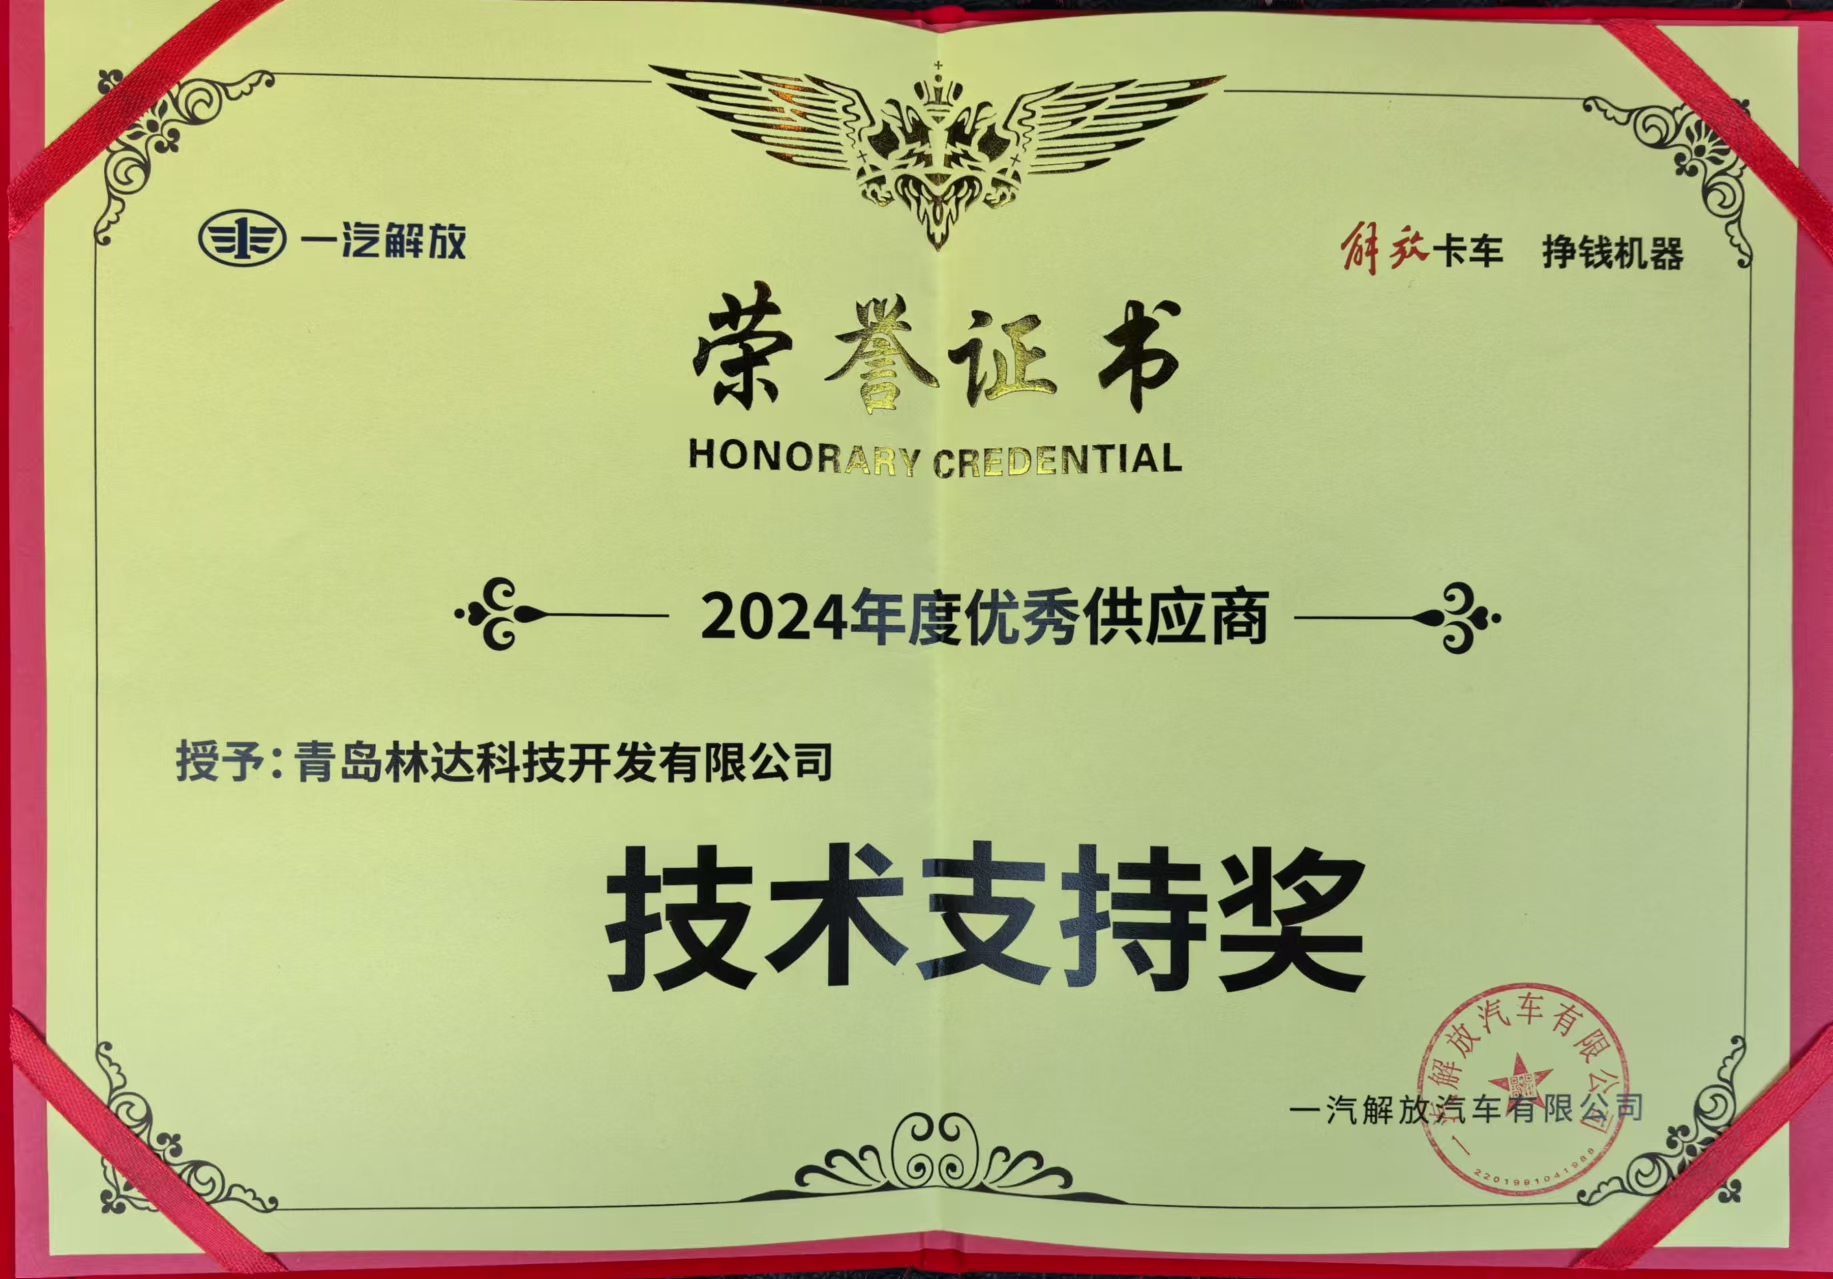 一汽解放
解放卡车 挣钱机器
荣誉证书
HONORARY CREDENTIAL
2024年度优秀供应商
授予：青岛林达科技开发有限公司
技术支持奖
一汽解放汽车有限公司
一汽解放汽车有限公司